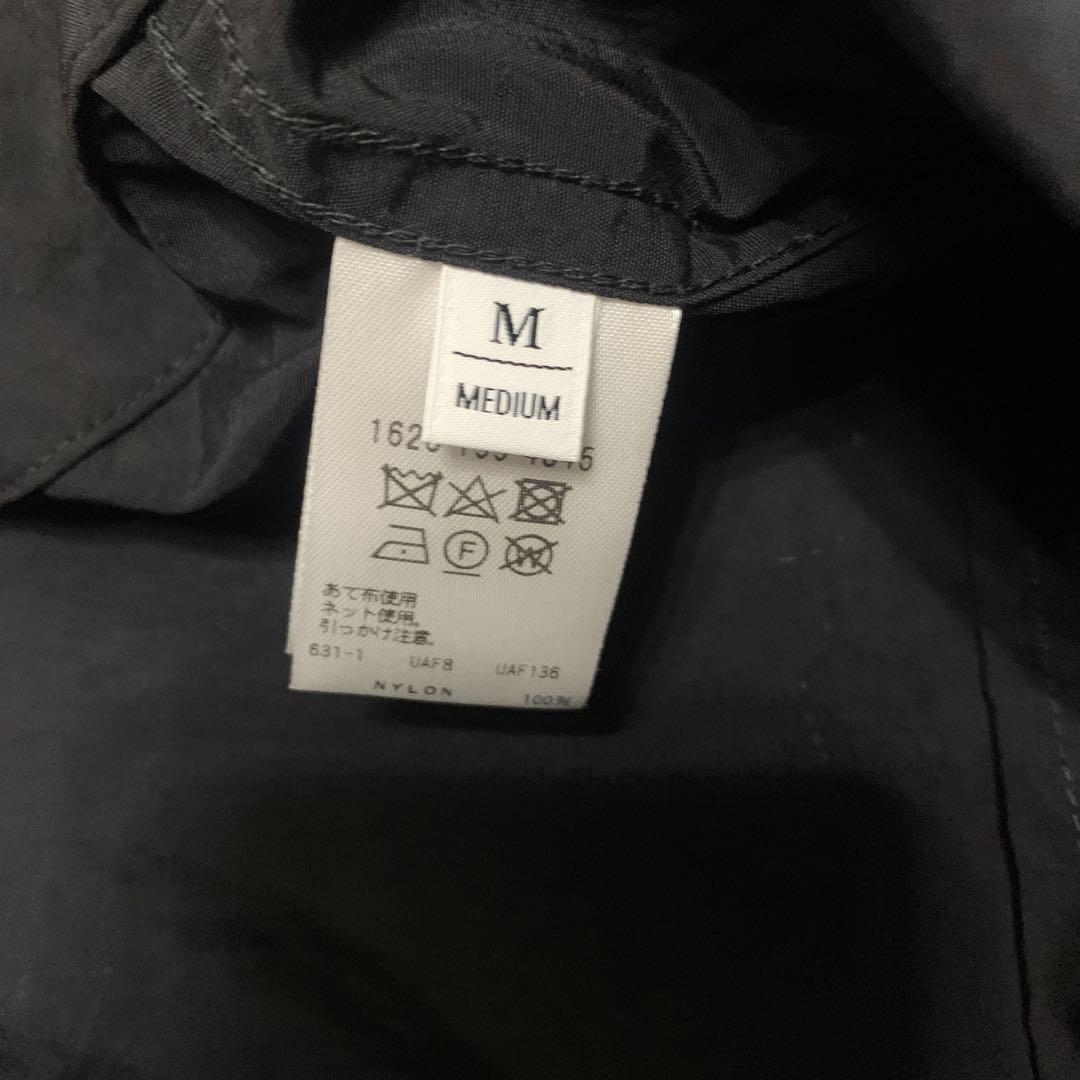 M
MEDIUM
あて布使用
ネット使用。
引っかけ注意。
631-1 UAF8 UAF136
NYLON 100%